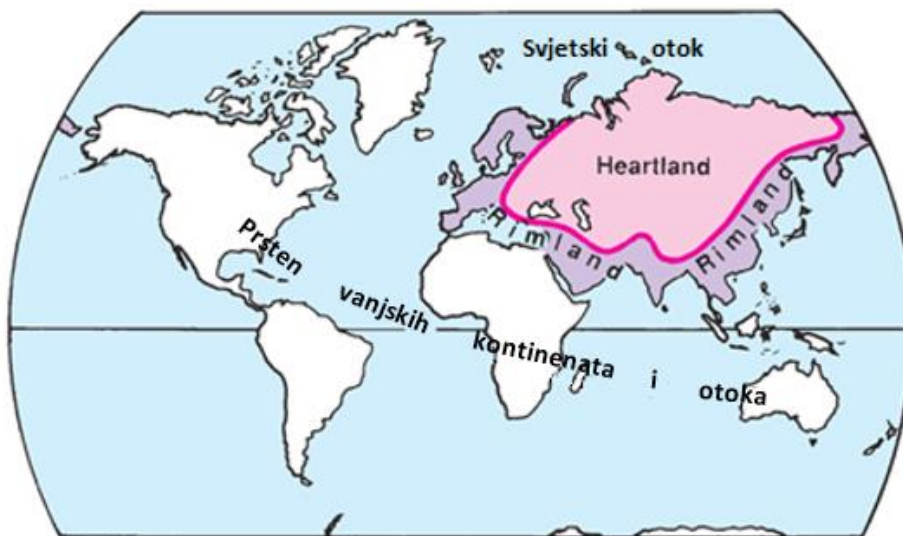 Svjetski otok
Heartland
Rimland
Rimland
Prsten vanjskih kontinenata i otoka